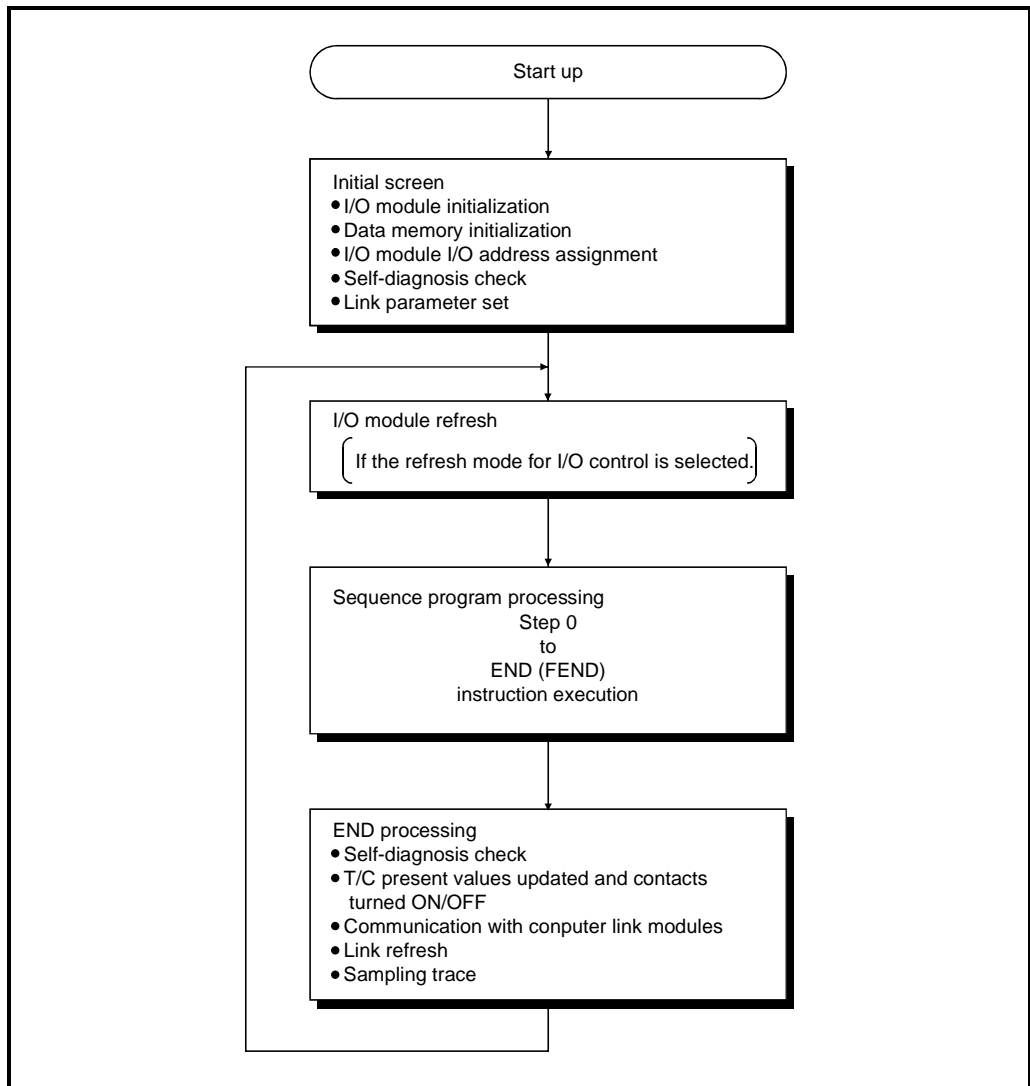 Start up
Initial screen
● I/O module initialization
● Data memory initialization
● I/O module I/O address assignment
● Self-diagnosis check
● Link parameter set
I/O module refresh
If the refresh mode for I/O control is selected.
Sequence program processing
Step 0
to
END (FEND)
instruction execution
END processing
● Self-diagnosis check
● T/C present values updated and contacts
turned ON/OFF
● Communication with conputer link modules
● Link refresh
● Sampling trace